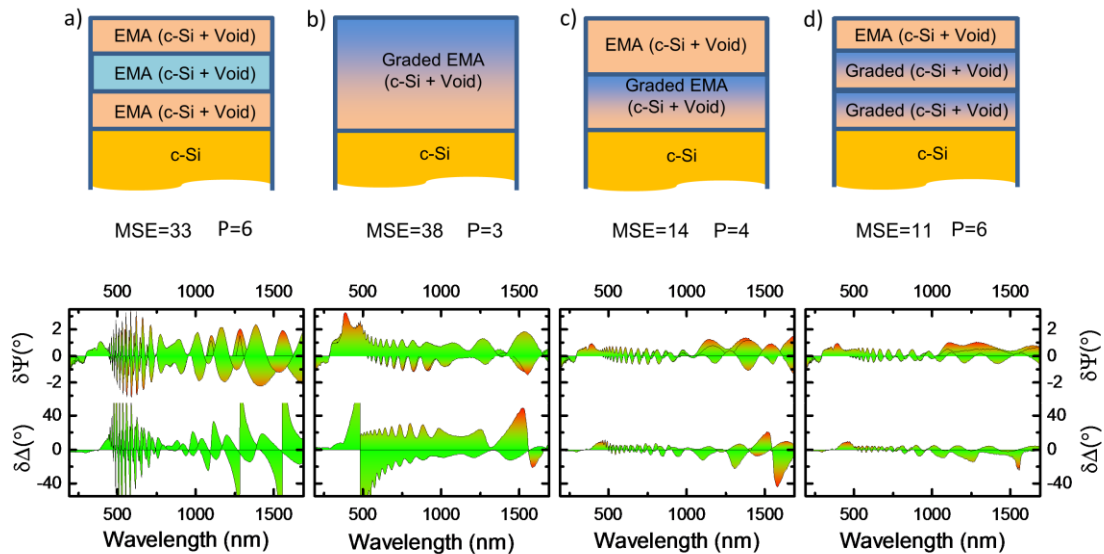 a) b) c) d)
EMA (c-Si + Void)
EMA (c-Si + Void)
EMA (c-Si + Void)
c-Si
Graded EMA
(c-Si + Void)
c-Si
EMA (c-Si + Void)
Graded EMA
(c-Si + Void)
c-Si
EMA (c-Si + Void)
Graded (c-Si + Void)
Graded (c-Si + Void)
c-Si
MSE=33 P=6 MSE=38 P=3 MSE=14 P=4 MSE=11 P=6
500 1000 1500 500 1000 1500 500 1000 1500 500 1000 1500
δΨ(°) 2 0 -2
δΔ(°) 40 0 -40
2 0 -2 δΨ(°)
40 0 -40 δΔ(°)
500 1000 1500 500 1000 1500 500 1000 1500 500 1000 1500
Wavelength (nm) Wavelength (nm) Wavelength (nm) Wavelength (nm)